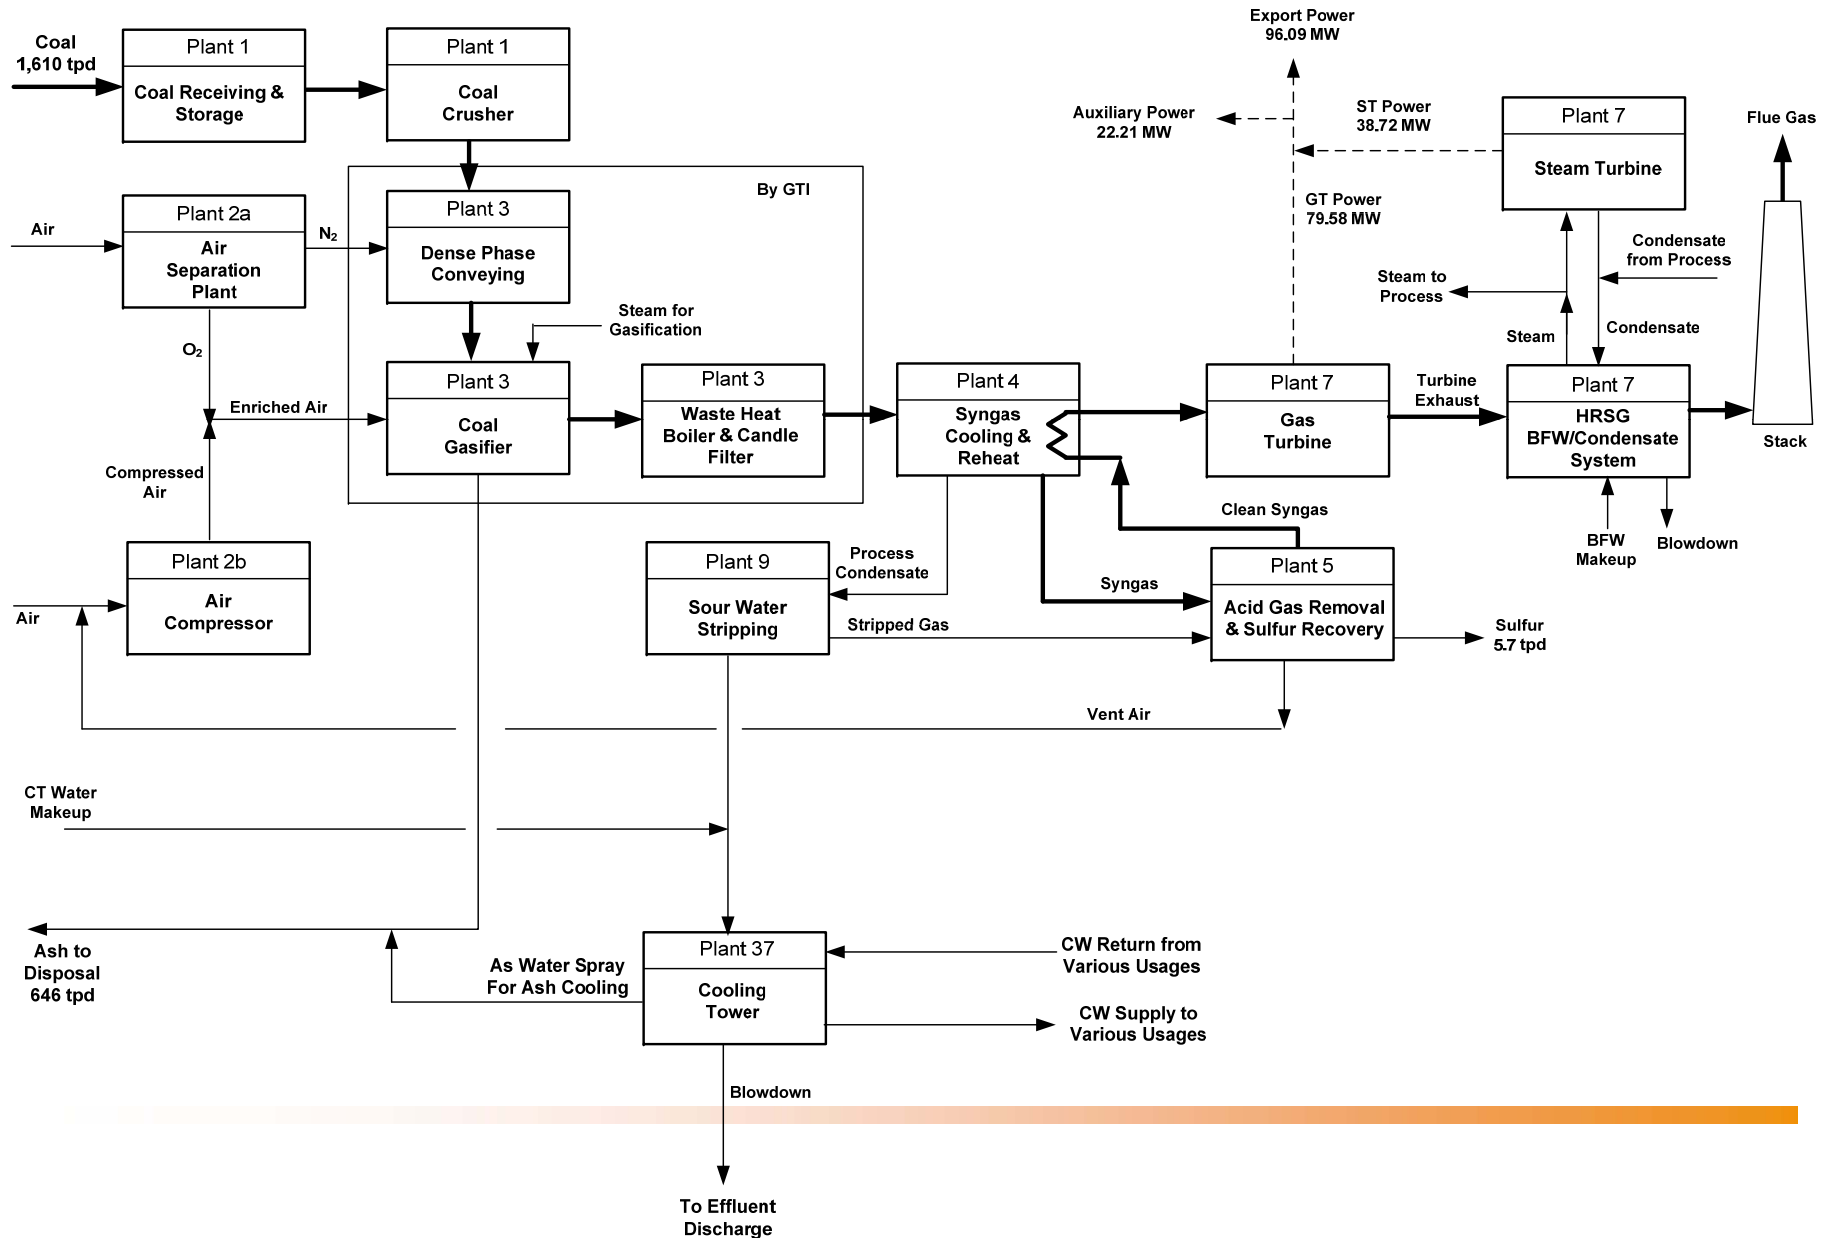 Export Power
96.09 MW
Coal
1,610 tpd
Plant 1
Coal Receiving &
Storage
Plant 1
Coal
Crusher
Auxiliary Power
22.21 MW
ST Power
38.72 MW
Plant 7
Steam Turbine
Flue Gas
By GTI
GT Power
79.58 MW
Air
Plant 2a
Air
Separation
Plant
N₂
Plant 3
Dense Phase
Conveying
Condensate
from Process
Steam to
Process
Steam for
Gasification
Steam
Condensate
O₂
Enriched Air
Plant 3
Coal
Gasifier
Plant 3
Waste Heat
Boiler & Candle
Filter
Plant 4
Syngas
Cooling &
Reheat
Plant 7
Gas
Turbine
Turbine
Exhaust
Plant 7
HRSG
BFW/Condensate
System
Stack
Compressed
Air
Clean Syngas
BFW
Makeup
Blowdown
Air
Plant 2b
Air
Compressor
Plant 9
Sour Water
Stripping
Process
Condensate
Stripped Gas
Syngas
Plant 5
Acid Gas Removal
& Sulfur Recovery
Sulfur
5.7 tpd
Vent Air
CT Water
Makeup
Ash to
Disposal
646 tpd
As Water Spray
For Ash Cooling
Plant 37
Cooling
Tower
CW Return from
Various Usages
CW Supply to
Various Usages
Blowdown
To Effluent
Discharge